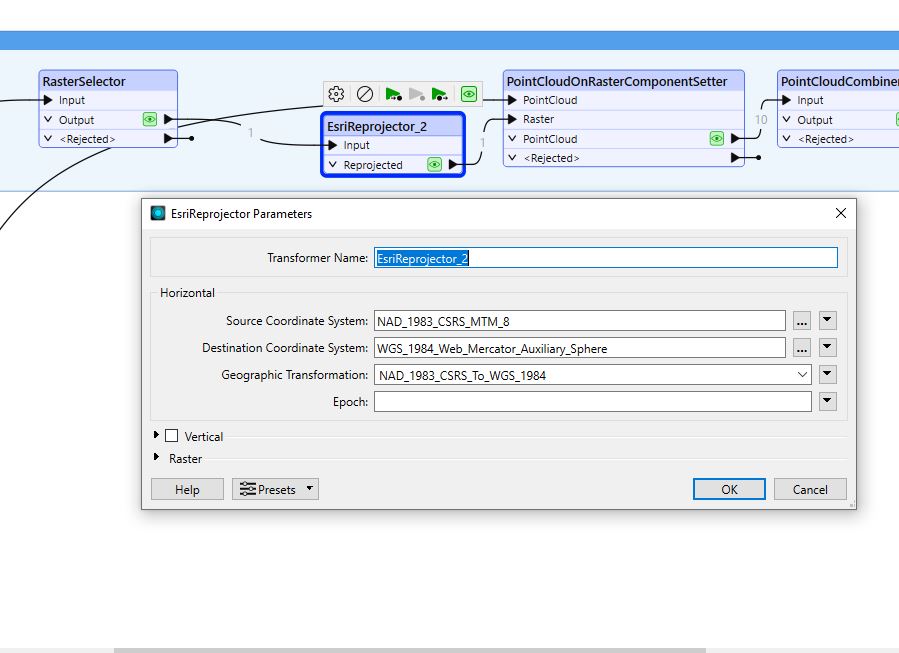 RasterSelector
Input
Output
<Rejected>
1
EsriReprojector_2
Input
Reprojected
1
PointCloudOnRasterComponentSetter
PointCloud
Raster
PointCloud
<Rejected>
10
PointCloudCombiner
Input
Output
<Rejected>
EsriReprojector Parameters
Transformer Name: EsriReprojector_2
Horizontal
Source Coordinate System: NAD_1983_CSRS_MTM_8 ...
Destination Coordinate System: WGS_1984_Web_Mercator_Auxiliary_Sphere ...
Geographic Transformation: NAD_1983_CSRS_To_WGS_1984
Epoch:
Vertical
Raster
Help Presets OK Cancel